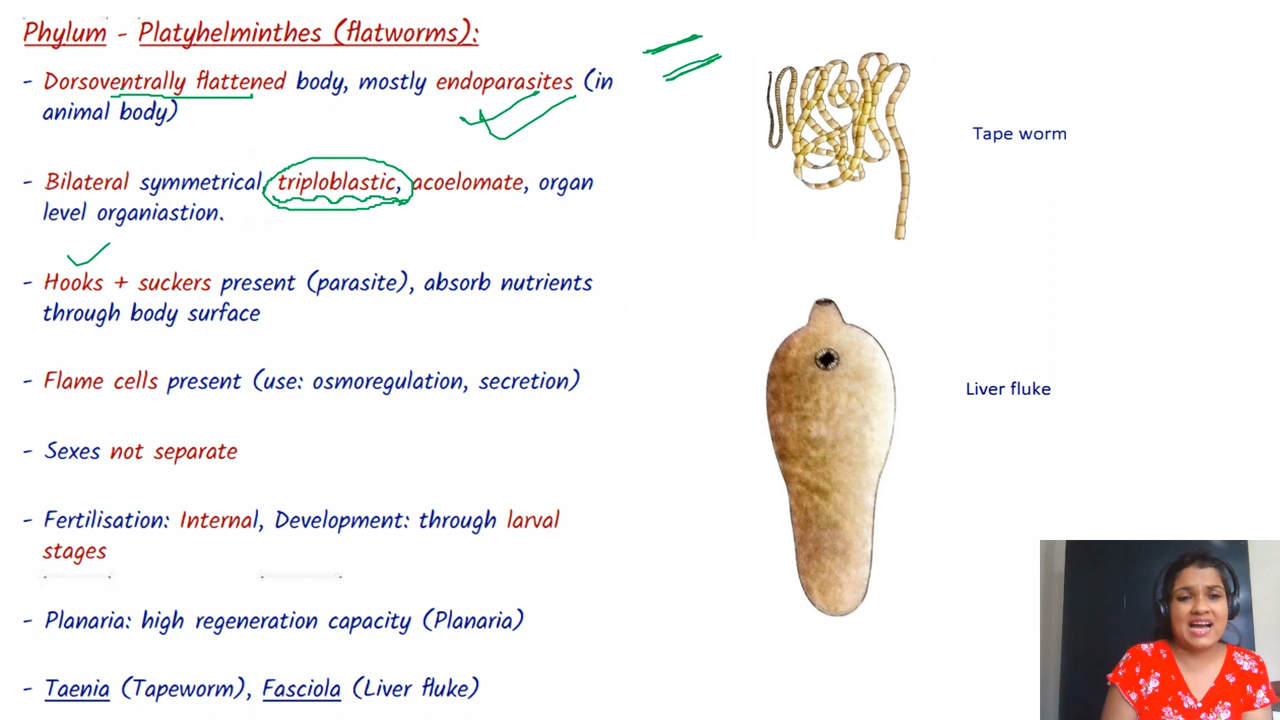 Phylum - Platyhelminthes (flatworms):
- Dorsoventrally flattened body, mostly endoparasites (in
animal body)
- Bilateral symmetrical, triploblastic, acoelomate, organ
level organiastion.
- Hooks + suckers present (parasite), absorb nutrients
through body surface
- Flame cells present (use: osmoregulation, secretion)
- Sexes not separate
- Fertilisation: Internal, Development: through larval
stages
- Planaria: high regeneration capacity (Planaria)
- Taenia (Tapeworm), Fasciola (Liver fluke)
Tape worm
Liver fluke